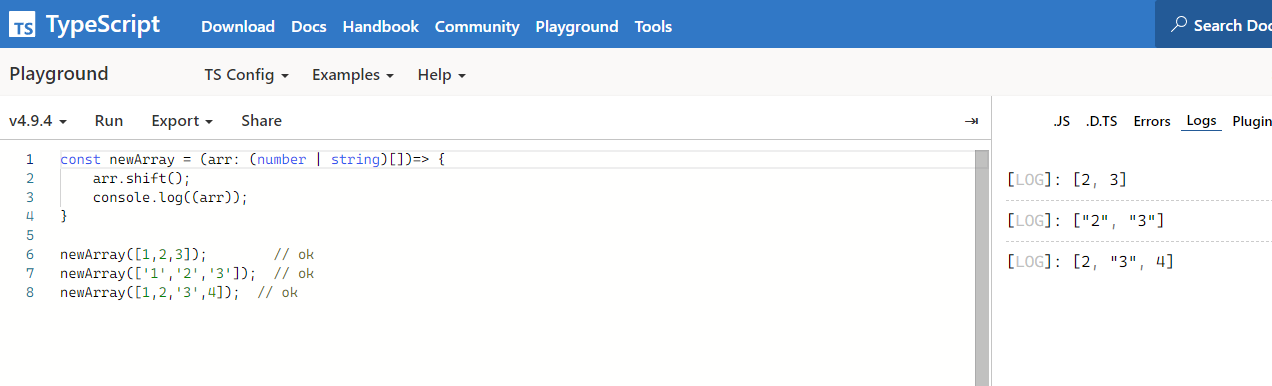 TS TypeScript Download Docs Handbook Community Playground Tools Search Doc
Playground TS Config Examples Help
v4.9.4 Run Export Share .JS .D.TS Errors Logs Plugin
1 const newArray = (arr: (number | string)[])=> {
2 arr.shift();
3 console.log((arr));
4 }
5
6 newArray([1,2,3]); // ok
7 newArray(['1','2','3']); // ok
8 newArray([1,2,'3',4]); // ok
[LOG]: [2, 3]
[LOG]: ["2", "3"]
[LOG]: [2, "3", 4]